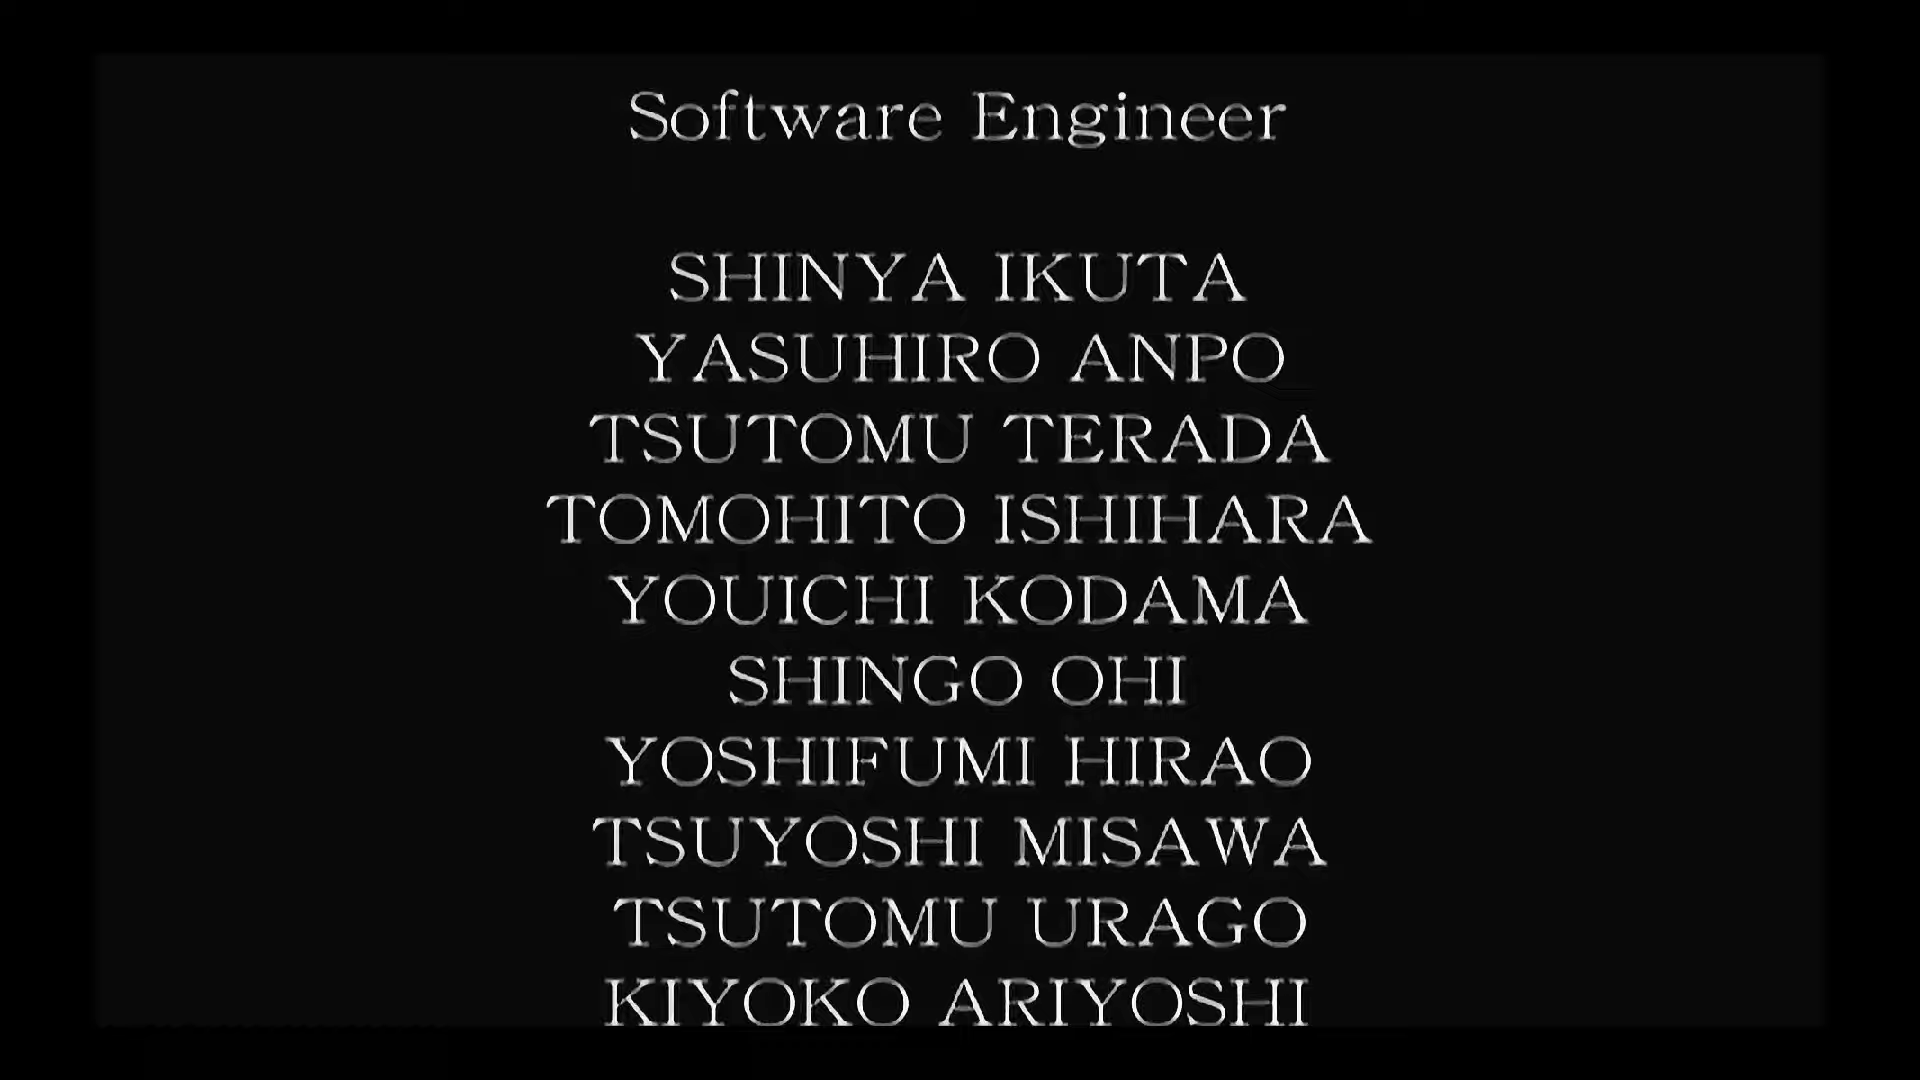 Software Engineer
SHINYA IKUTA
YASUHIRO ANPO
TSUTOMU TERADA
TOMOHITO ISHIHARA
YOUICHI KODAMA
SHINGO OHI
YOSHIFUMI HIRAO
TSUYOSHI MISAWA
TSUTOMU URAGO
KIYOKO ARIYOSHI